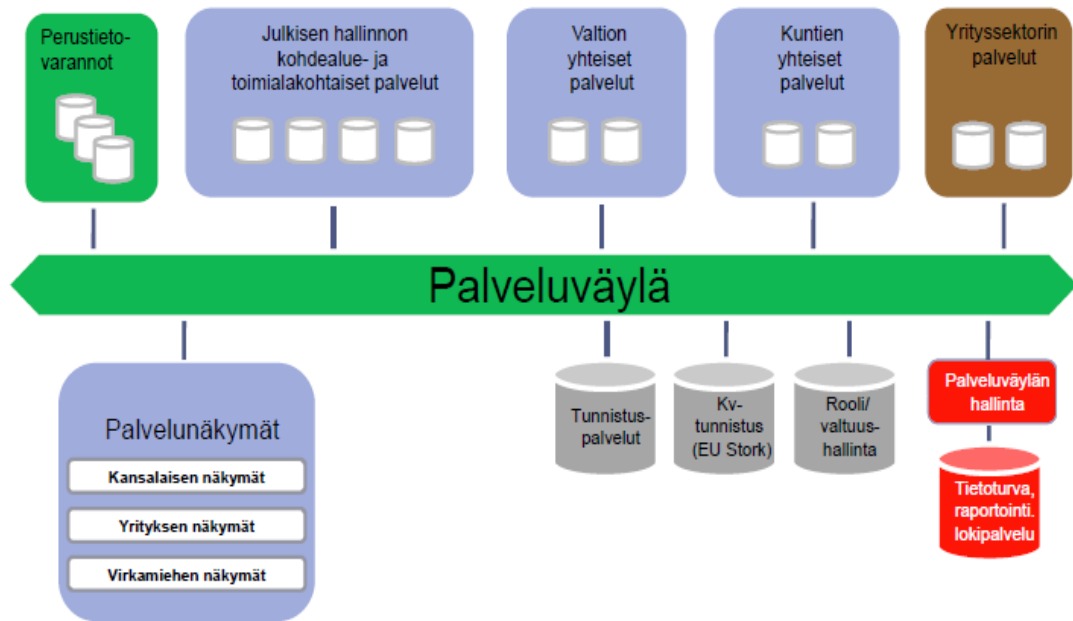 Perustieto-
varannot
Julkisen hallinnon
kohdealue- ja
toimialakohtaiset palvelut
Valtion
yhteiset
palvelut
Kuntien
yhteiset
palvelut
Yrityssektorin
palvelut
Palveluväylä
Palvelunäkymät
Kansalaisen näkymät
Yrityksen näkymät
Virkamiehen näkymät
Tunnistus-
palvelut
Kv-
tunnistus
(EU Stork)
Rooli/
valtuus-
hallinta
Palveluväylän
hallinta
Tietoturva,
raportointi.
lokipalvelu